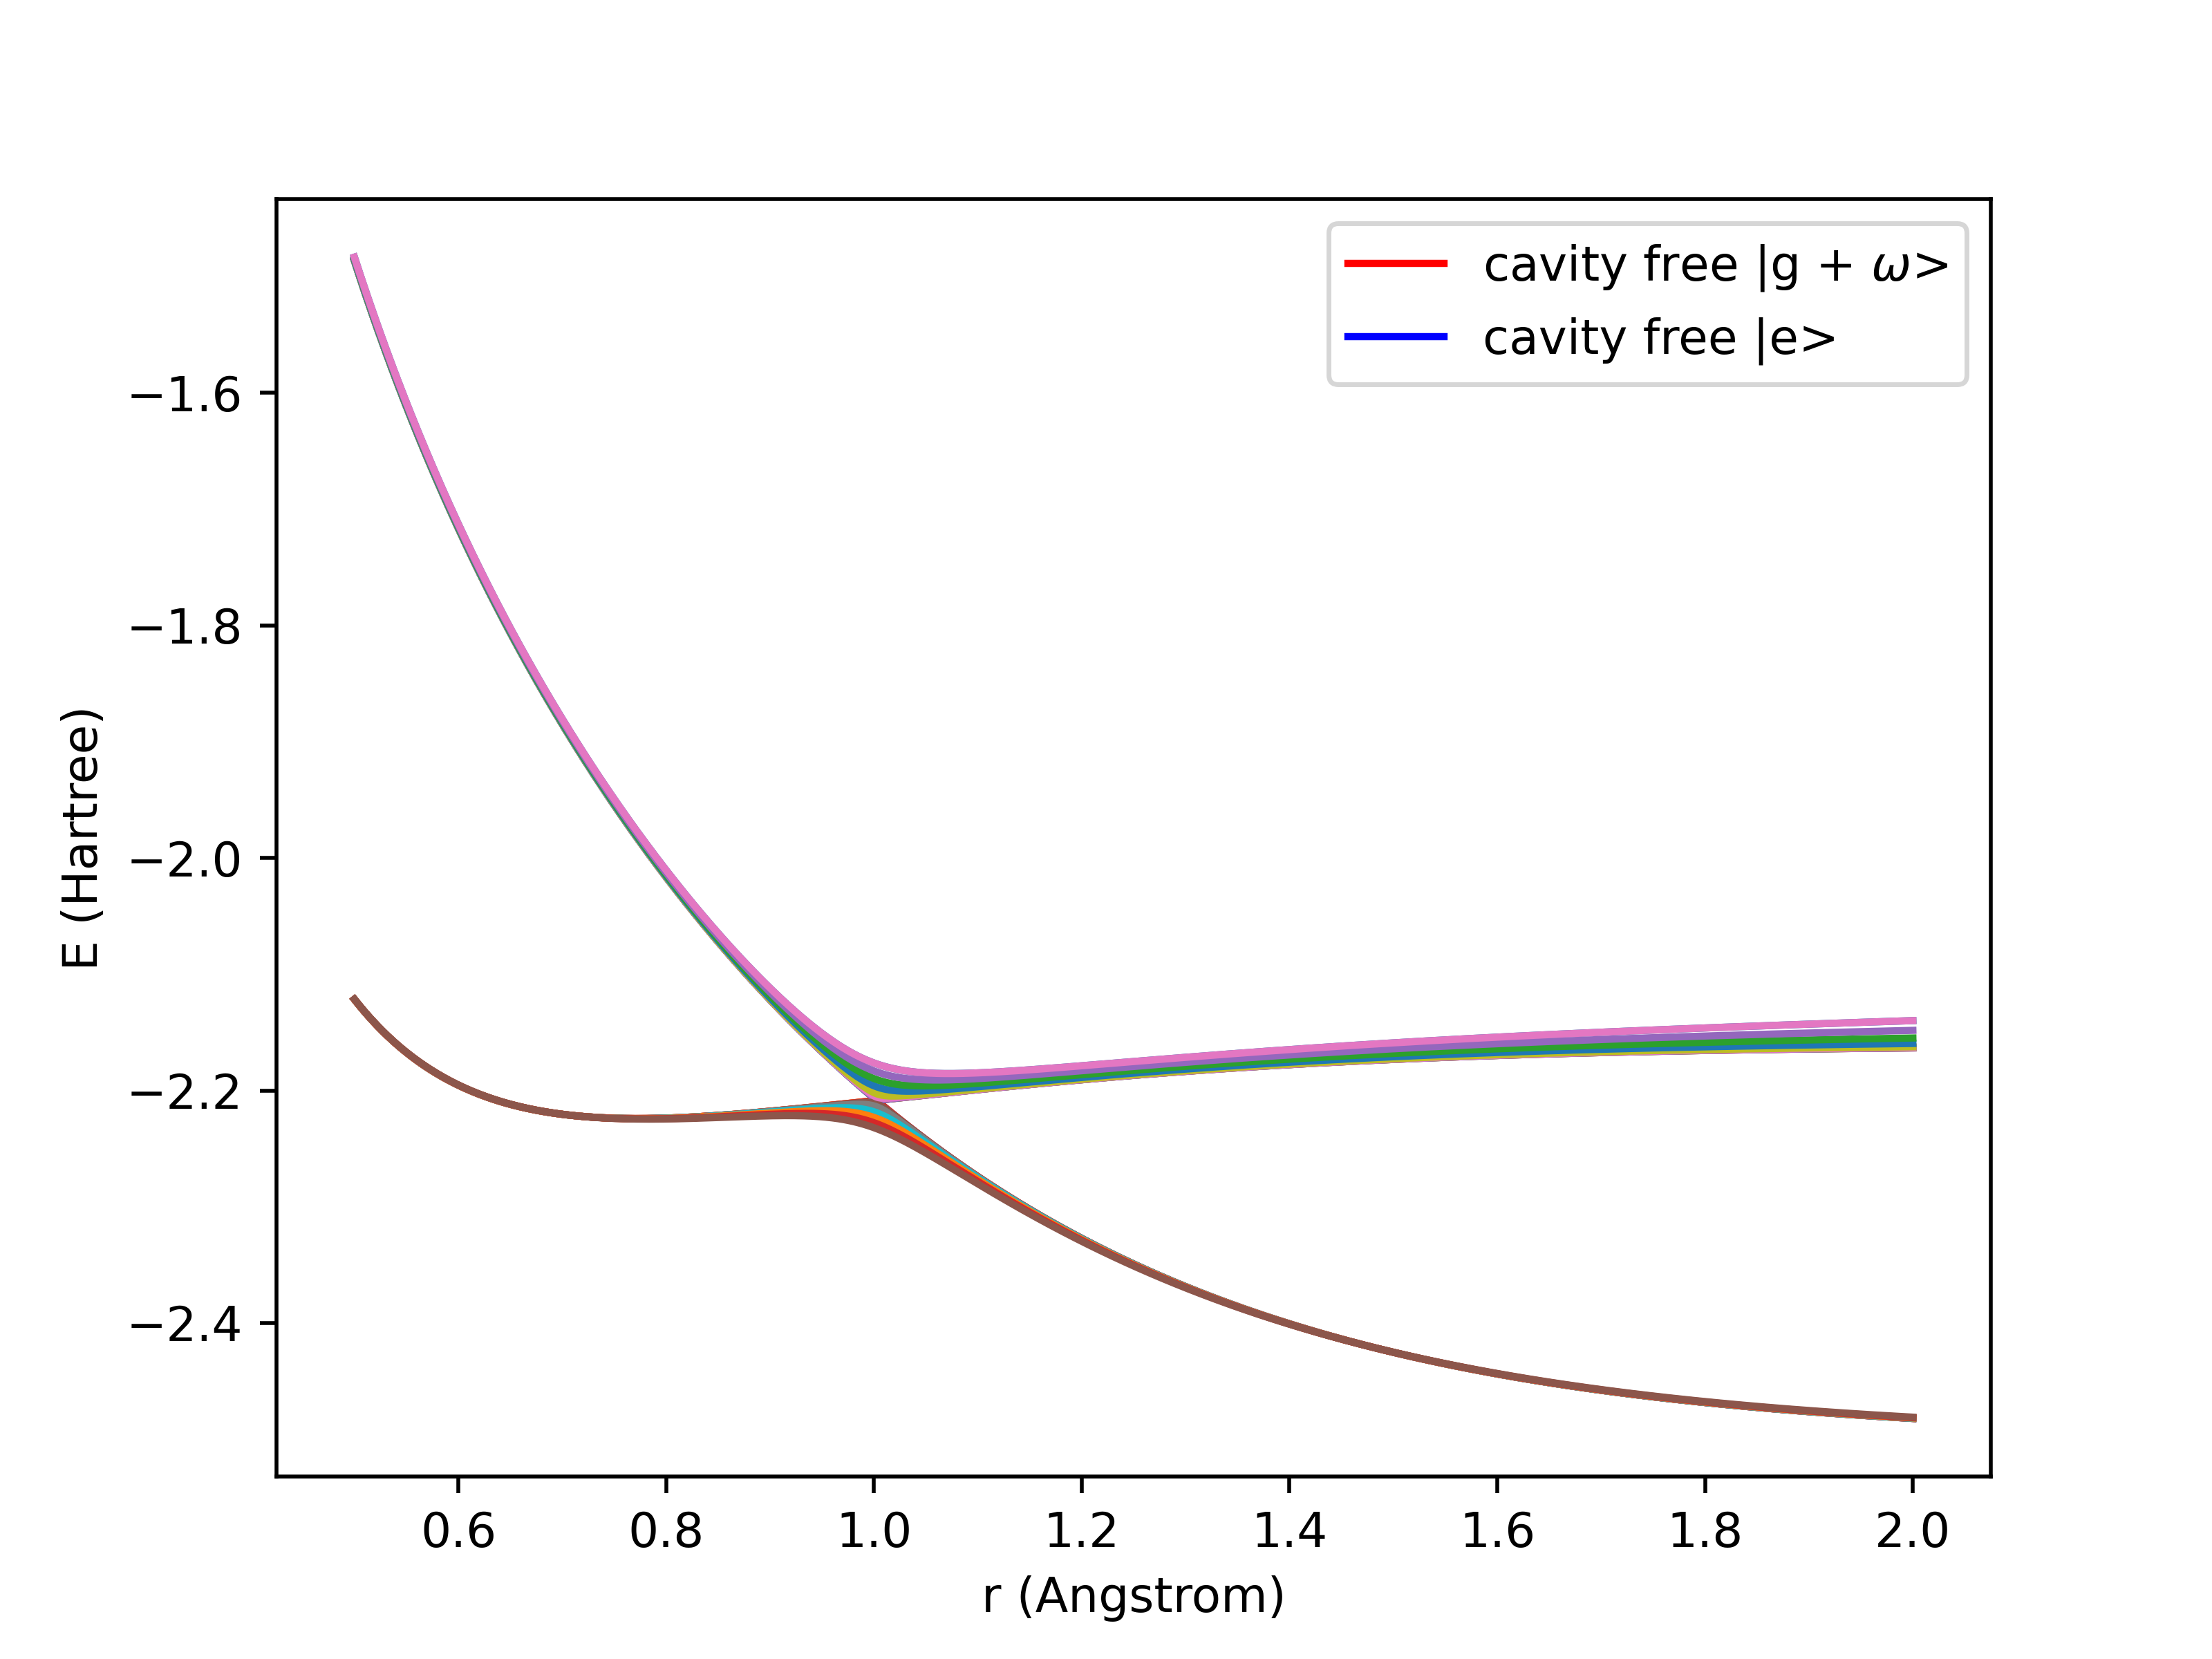 cavity free |g + ω>
cavity free |e>
−1.6
−1.8
−2.0
−2.2
−2.4
E (Hartree)
0.6 0.8 1.0 1.2 1.4 1.6 1.8 2.0
r (Angstrom)